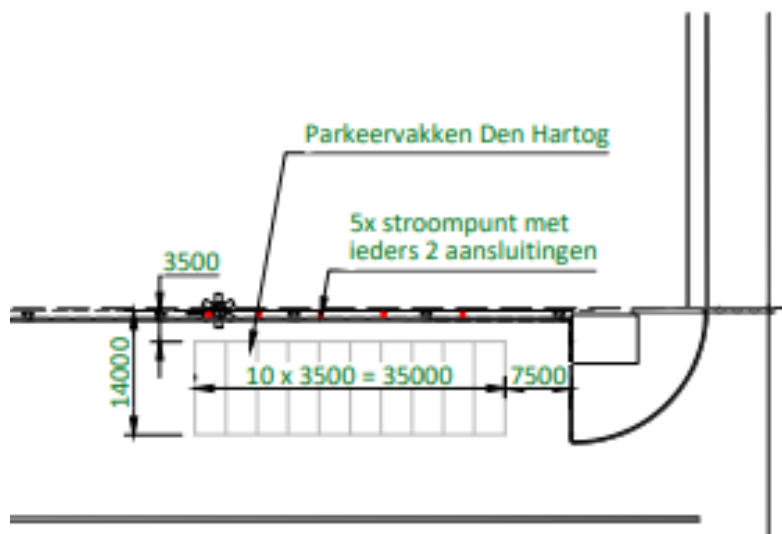 Parkeervakken Den Hartog
5x stroompunt met
ieders 2 aansluitingen
3500
14000
10 x 3500 = 35000
7500